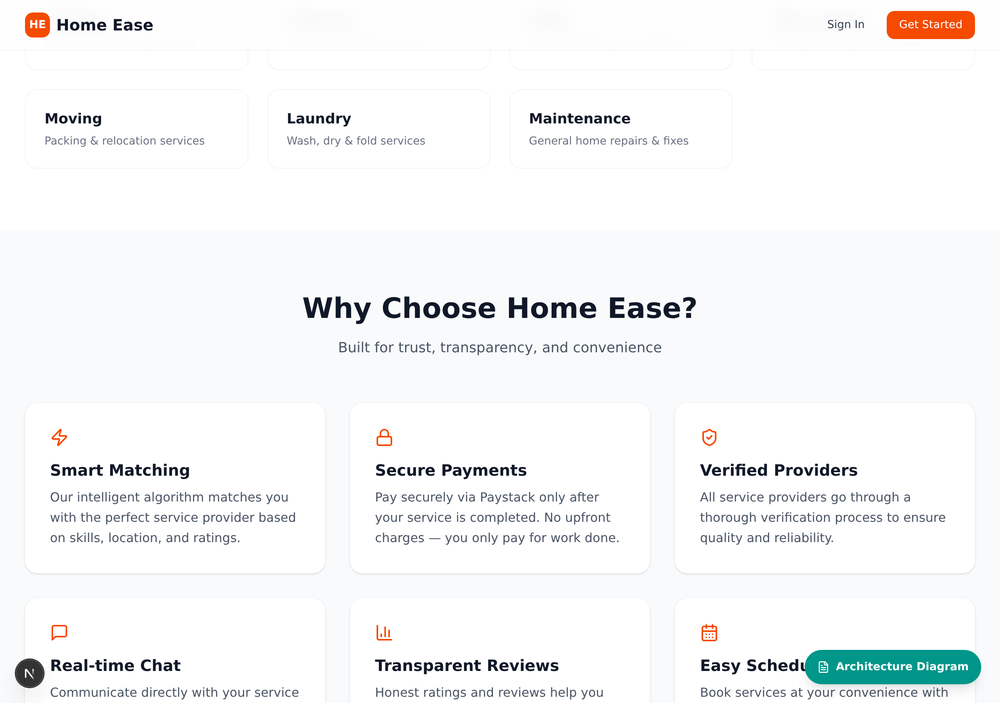 HE Home Ease
Sign In
Get Started
Expert haircuts & grooming
Academic & skill tutoring
Air conditioning & ventilation
Fumigation & pest removal
Moving
Packing & relocation services
Laundry
Wash, dry & fold services
Maintenance
General home repairs & fixes
Why Choose Home Ease?
Built for trust, transparency, and convenience
Smart Matching
Our intelligent algorithm matches you
with the perfect service provider based
on skills, location, and ratings.
Secure Payments
Pay securely via Paystack only after
your service is completed. No upfront
charges — you only pay for work done.
Verified Providers
All service providers go through a
thorough verification process to ensure
quality and reliability.
N
Real-time Chat
Communicate directly with your service
Transparent Reviews
Honest ratings and reviews help you
Easy Schedu
Book services at your convenience with
Architecture Diagram